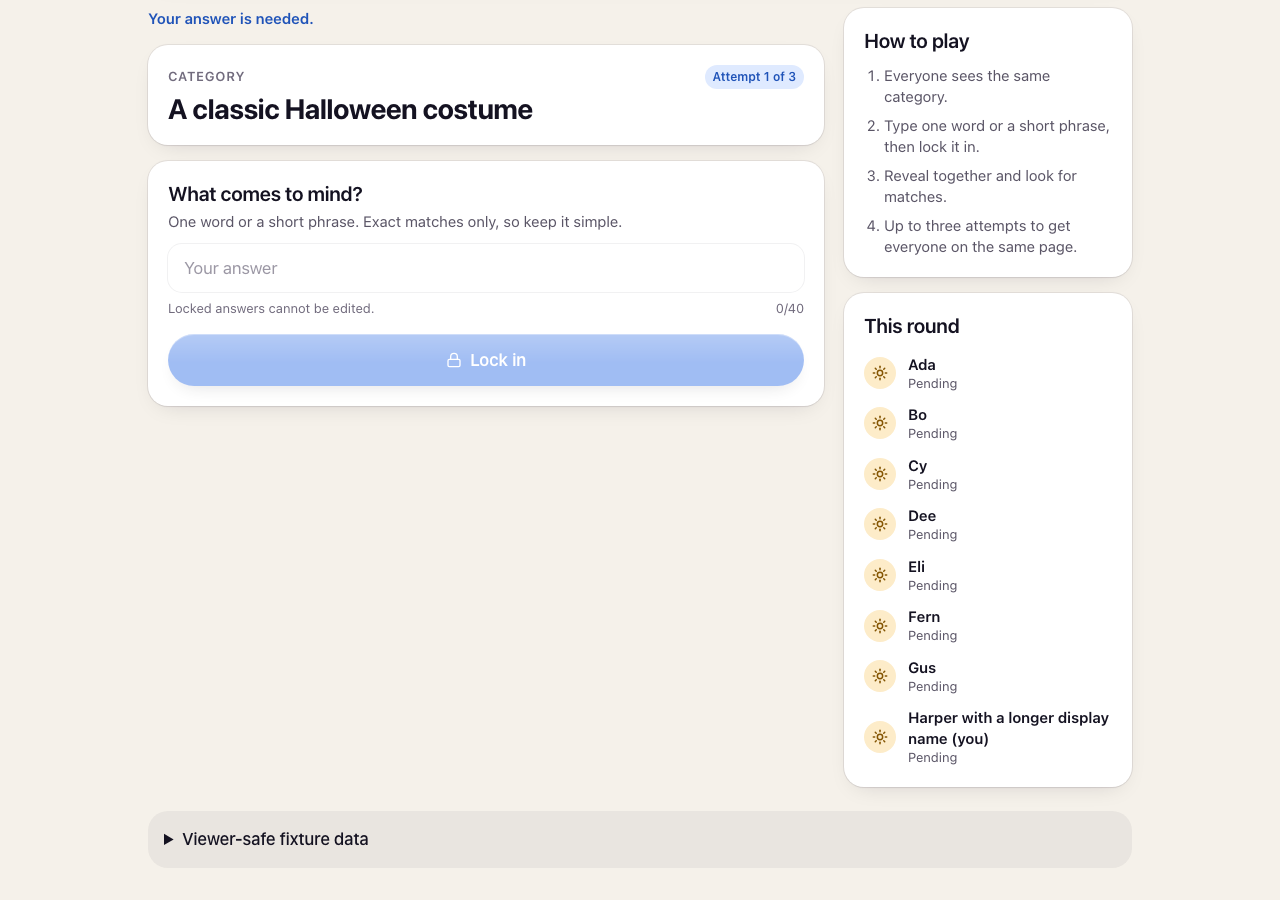 Your answer is needed.
CATEGORY
Attempt 1 of 3
A classic Halloween costume
What comes to mind?
One word or a short phrase. Exact matches only, so keep it simple.
Your answer
Locked answers cannot be edited.
0/40
Lock in
How to play
1. Everyone sees the same
category.
2. Type one word or a short phrase,
then lock it in.
3. Reveal together and look for
matches.
4. Up to three attempts to get
everyone on the same page.
This round
Ada
Pending
Bo
Pending
Cy
Pending
Dee
Pending
Eli
Pending
Fern
Pending
Gus
Pending
Harper with a longer display
name (you)
Pending
Viewer-safe fixture data